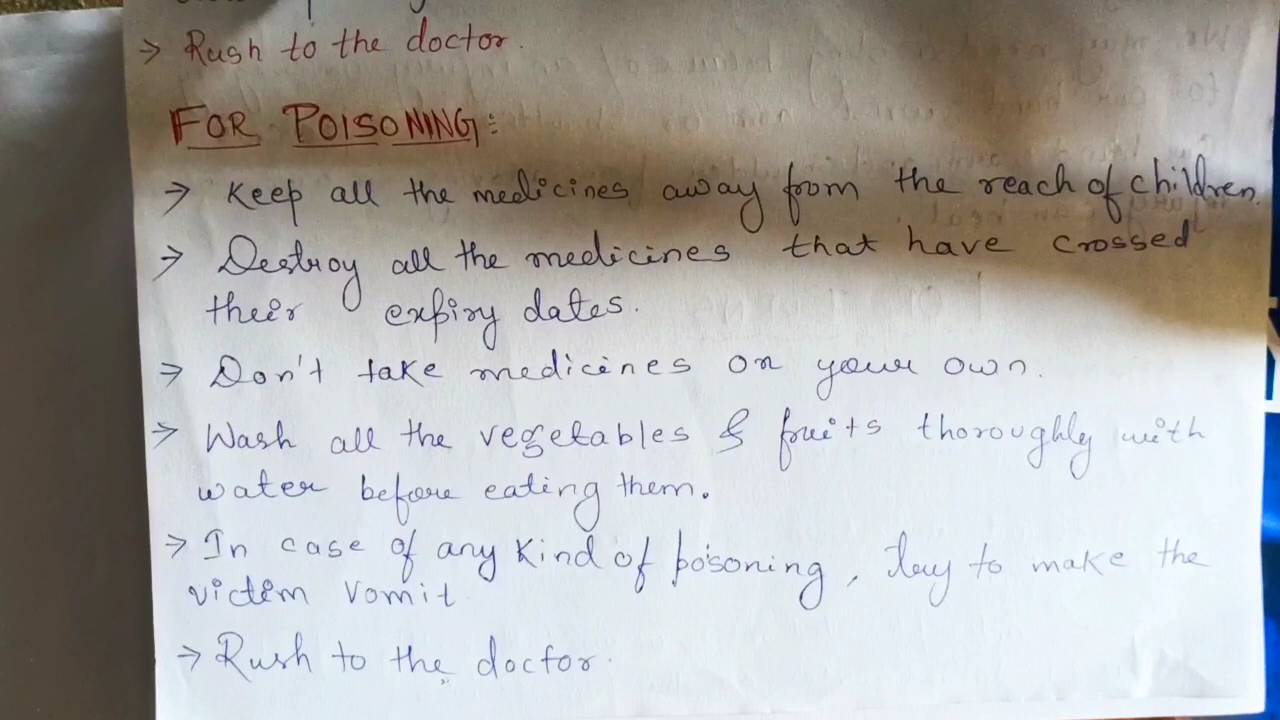 → Rush to the doctor.
FOR POISONING:
→ Keep all the medicines away from the reach of children.
→ Destroy all the medicines that have crossed
their expiry dates.
→ Don't take medicines on your own.
→ Wash all the vegetables & fruits thoroughly with
water before eating them.
→ In case of any kind of poisoning, try to make the
victim vomit
→ Rush to the doctor.